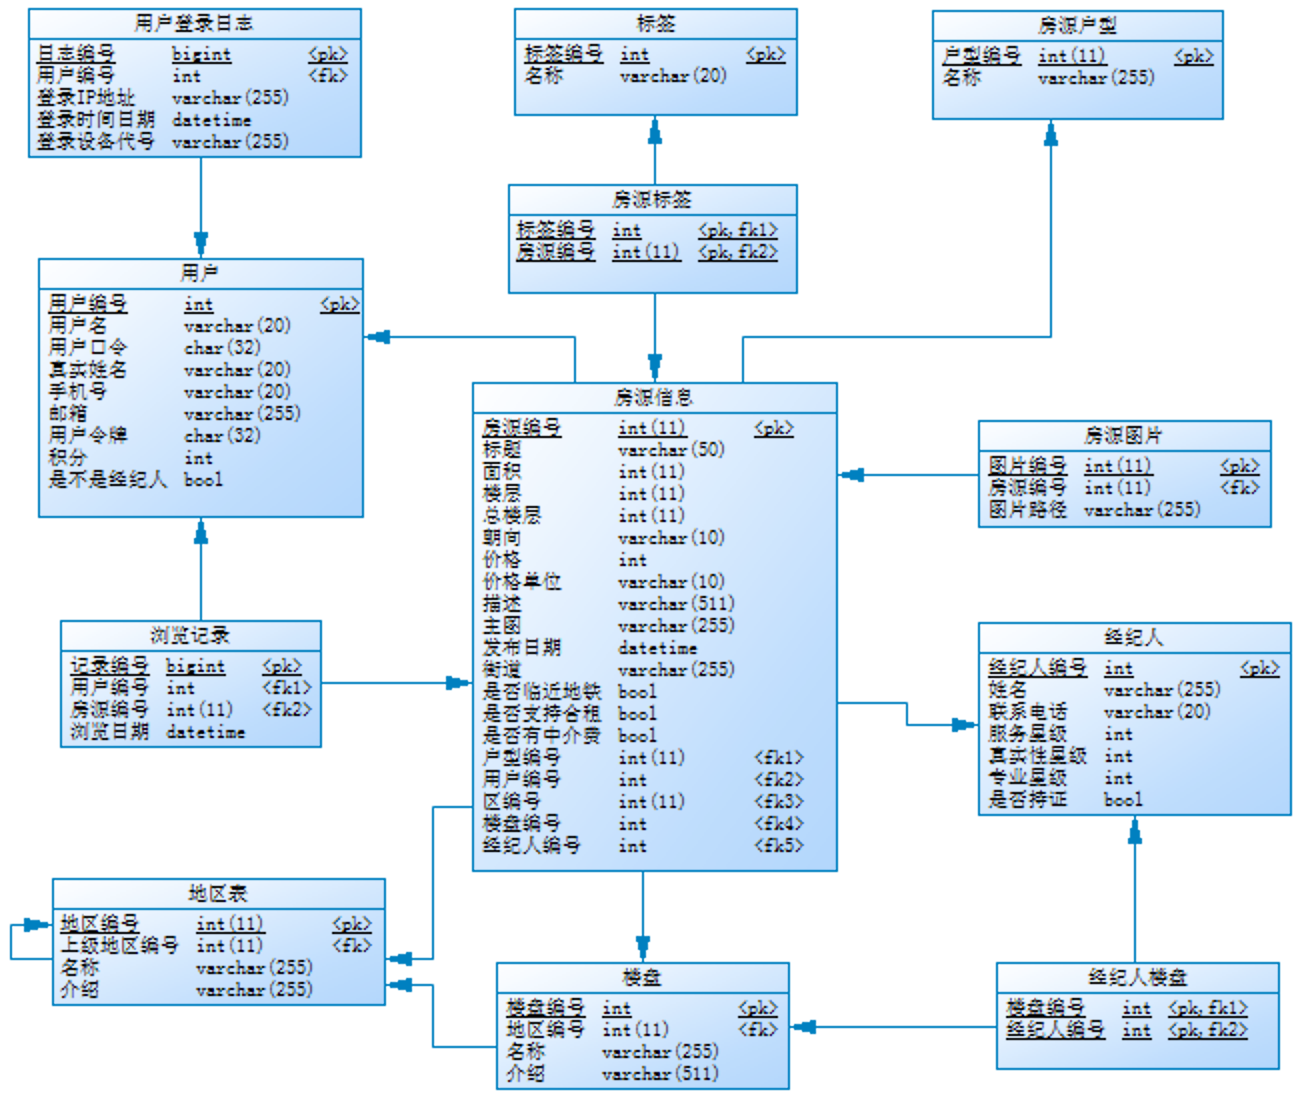 用户登录日志
日志编号 bigint <pk>
用户编号 int <fk>
登录IP地址 varchar(255)
登录时间日期 datetime
登录设备代号 varchar(255)
标签
标签编号 int <pk>
名称 varchar(20)
房源户型
户型编号 int(11) <pk>
名称 varchar(255)
房源标签
标签编号 int <pk,fk1>
房源编号 int(11) <pk,fk2>
用户
用户编号 int <pk>
用户名 varchar(20)
用户口令 char(32)
真实姓名 varchar(20)
手机号 varchar(20)
邮箱 varchar(255)
用户令牌 char(32)
积分 int
是不是经纪人 bool
房源信息
房源编号 int(11) <pk>
标题 varchar(50)
面积 int(11)
楼层 int(11)
总楼层 int(11)
朝向 varchar(10)
价格 int
价格单位 varchar(10)
描述 varchar(511)
主图 varchar(255)
发布日期 datetime
街道 varchar(255)
是否临近地铁 bool
是否支持合租 bool
是否有中介费 bool
户型编号 int(11) <fk1>
用户编号 int <fk2>
区编号 int(11) <fk3>
楼盘编号 int <fk4>
经纪人编号 int <fk5>
房源图片
图片编号 int(11) <pk>
房源编号 int(11) <fk>
图片路径 varchar(255)
浏览记录
记录编号 bigint <pk>
用户编号 int <fk1>
房源编号 int(11) <fk2>
浏览日期 datetime
经纪人
经纪人编号 int <pk>
姓名 varchar(255)
联系电话 varchar(20)
服务星级 int
真实性星级 int
专业星级 int
是否持证 bool
地区表
地区编号 int(11) <pk>
上级地区编号 int(11) <fk>
名称 varchar(255)
介绍 varchar(255)
楼盘
楼盘编号 int <pk>
地区编号 int(11) <fk>
名称 varchar(255)
介绍 varchar(511)
经纪人楼盘
楼盘编号 int <pk,fk1>
经纪人编号 int <pk,fk2>